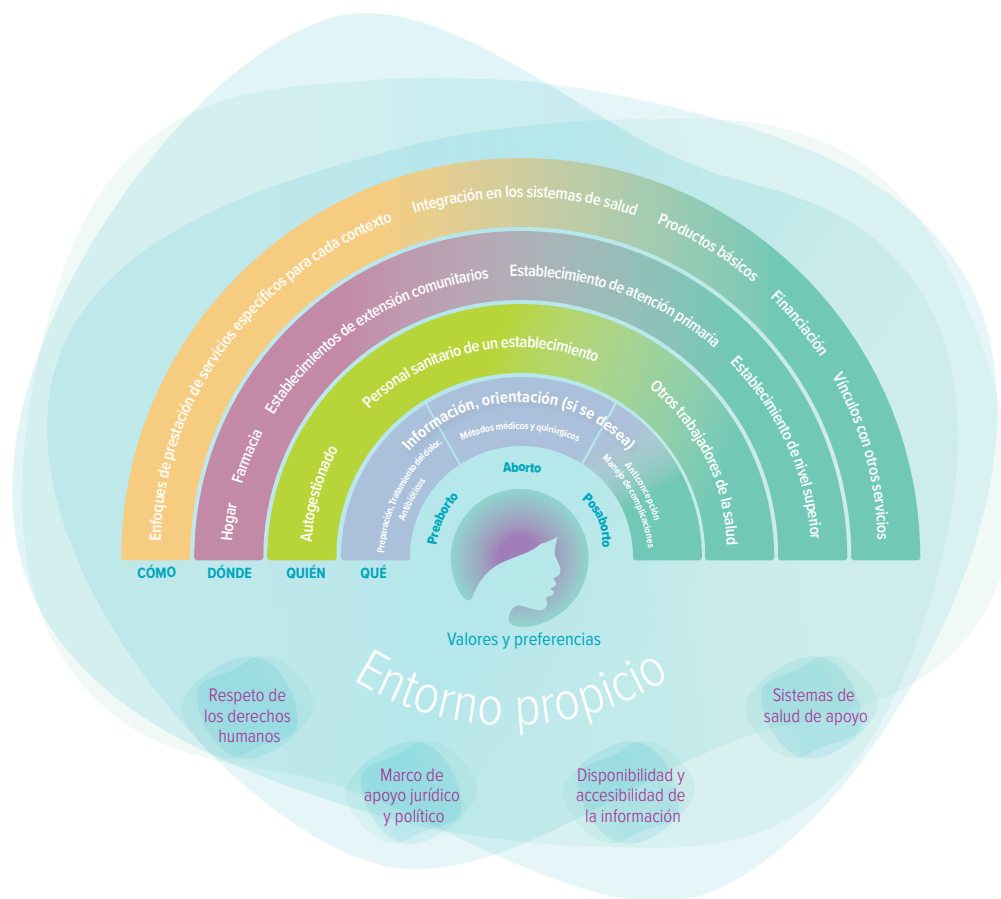 Enfoques de prestación de servicios específicos para cada contexto
Integración en los sistemas de salud
Productos básicos
Financiación
Vínculos con otros servicios
Hogar
Farmacia
Establecimientos de extensión comunitarios
Establecimiento de atención primaria
Establecimiento de nivel superior
Autogestionado
Personal sanitario de un establecimiento
Otros trabajadores de la salud
Información, orientación (si se desea)
Preparación, Tratamiento del dolor,
Antibióticos
Métodos médicos y quirúrgicos
Anticoncepción
Manejo de complicaciones
Preaborto
Aborto
Posaborto
CÓMO
DÓNDE
QUIÉN
QUÉ
Valores y preferencias
Entorno propicio
Respeto de
los derechos
humanos
Marco de
apoyo jurídico
y político
Disponibilidad y
accesibilidad de
la información
Sistemas de
salud de apoyo